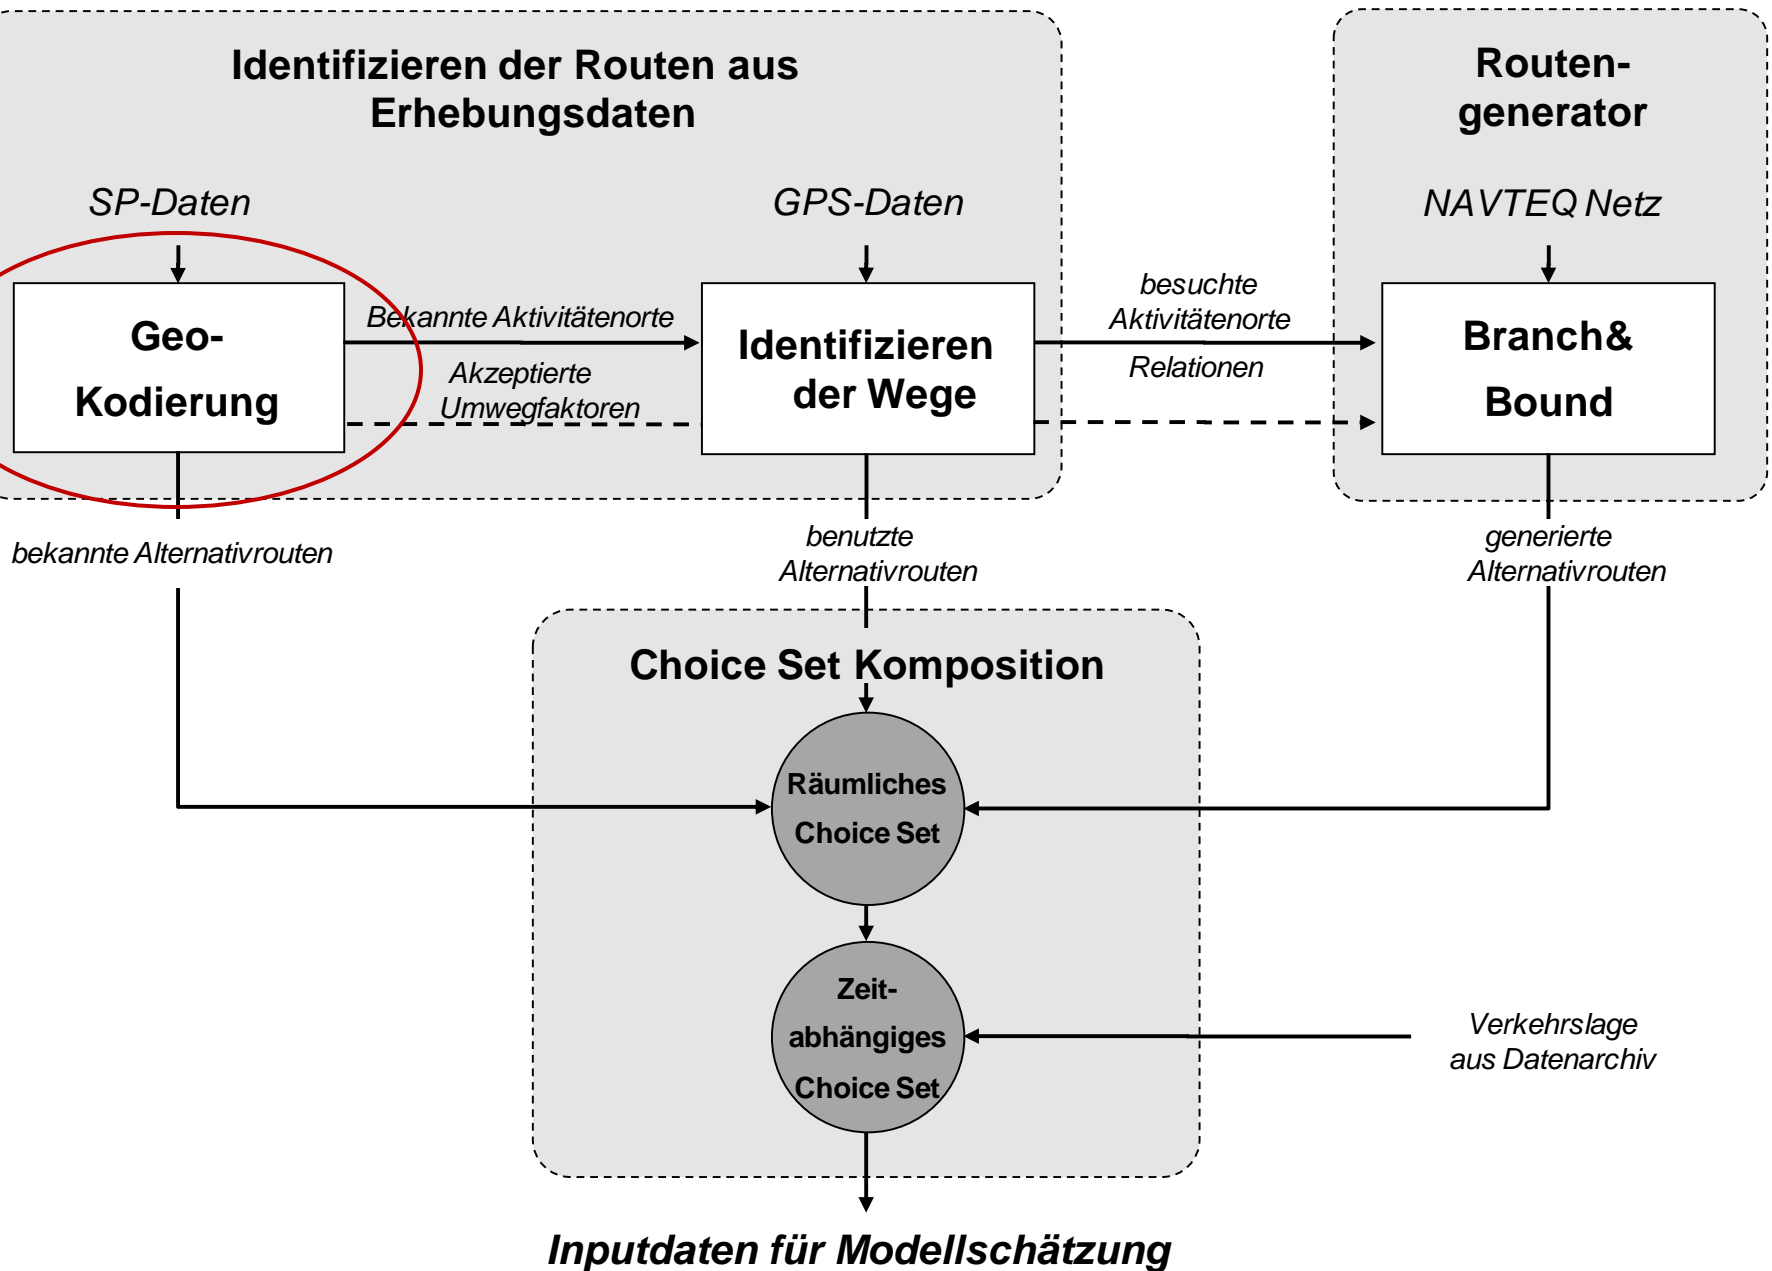 Identifizieren der Routen aus
Erhebungsdaten
Routen-
generator
SP-Daten
GPS-Daten
NAVTEQ Netz
Geo-
Kodierung
Bekannte Aktivitätenorte
Akzeptierte
Umwegfaktoren
Identifizieren
der Wege
besuchte
Aktivitätenorte
Relationen
Branch&
Bound
bekannte Alternativrouten
benutzte
Alternativrouten
generierte
Alternativrouten
Choice Set Komposition
Räumliches
Choice Set
Zeit-
abhängiges
Choice Set
Verkehrslage
aus Datenarchiv
Inputdaten für Modellschätzung